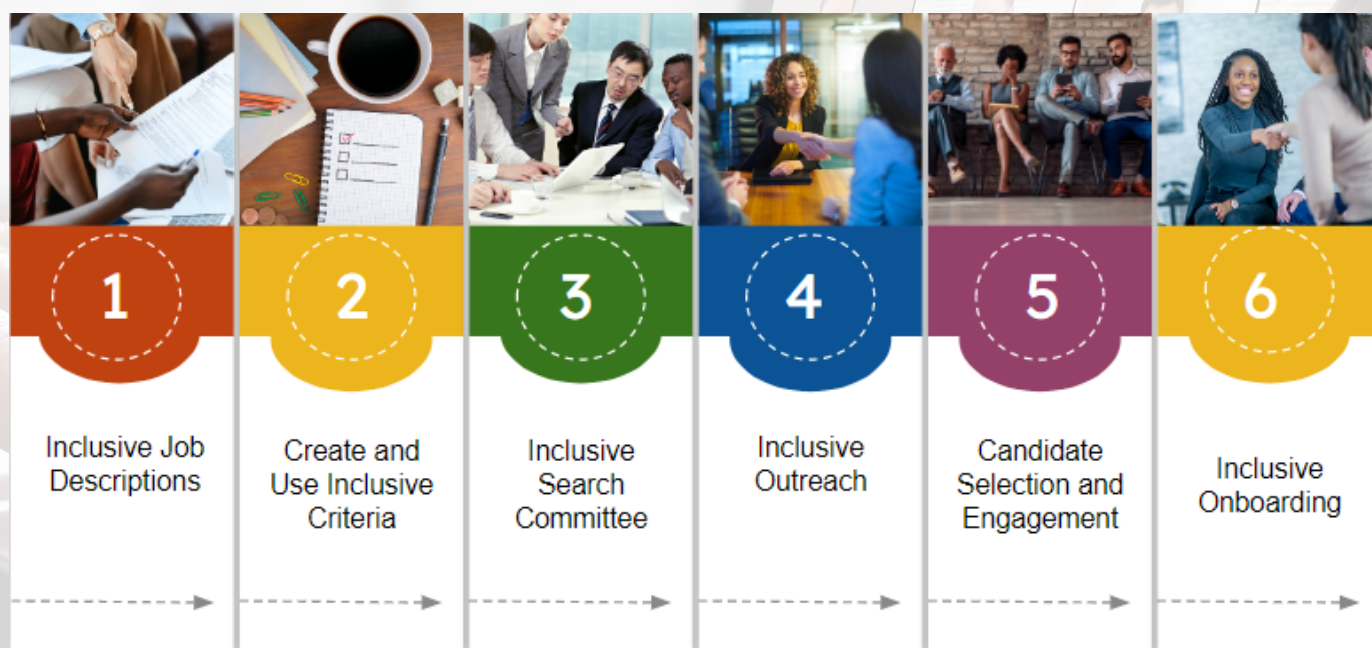 1
Inclusive Job
Descriptions
2
Create and
Use Inclusive
Criteria
3
Inclusive
Search
Committee
4
Inclusive
Outreach
5
Candidate
Selection and
Engagement
6
Inclusive
Onboarding